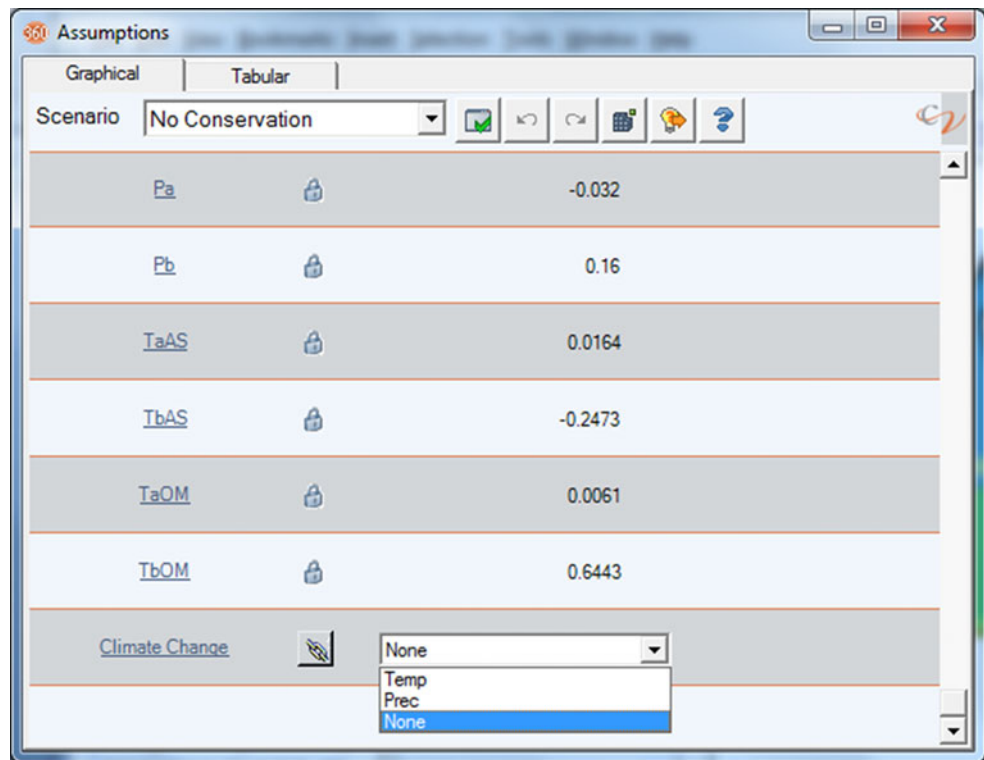 360 Assumptions
Graphical Tabular
Scenario No Conservation
Pa -0.032
Pb 0.16
TaAS 0.0164
TbAS -0.2473
TaOM 0.0061
TbOM 0.6443
Climate Change None
Temp
Prec
None